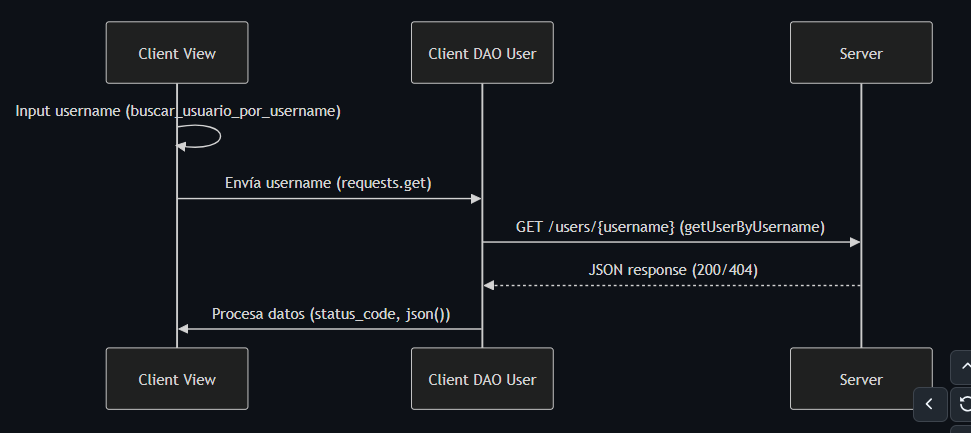 Client View
Client DAO User
Server
Input username (buscar_usuario_por_username)
Envía username (requests.get)
GET /users/{username} (getUserByUsername)
JSON response (200/404)
Procesa datos (status_code, json())
Client View
Client DAO User
Server